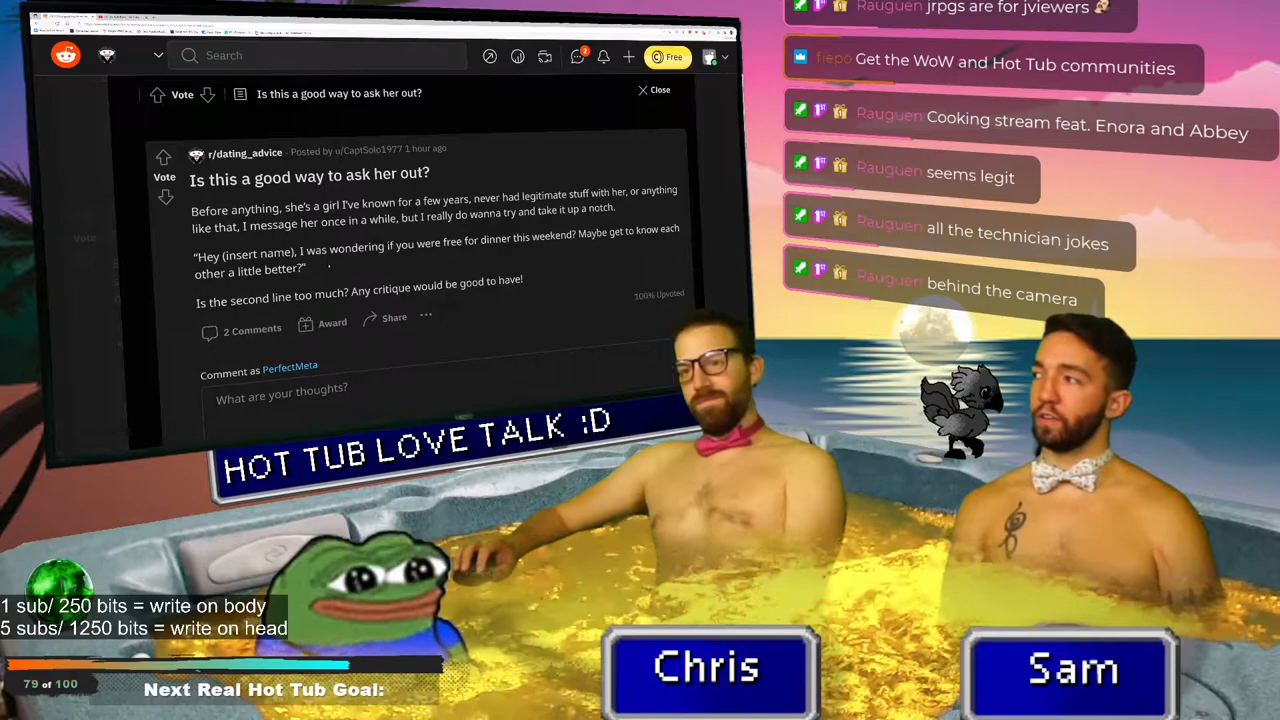 Search
2
Free
Vote
Is this a good way to ask her out?
Close
r/dating_advice · Posted by u/CaptSolo1977 1 hour ago
Vote
Is this a good way to ask her out?
Before anything, she's a girl I've known for a few years, never had legitimate stuff with her, or anything
like that, I message her once in a while, but I really do wanna try and take it up a notch.
"Hey (insert name), I was wondering if you were free for dinner this weekend? Maybe get to know each
other a little better?"
Is the second line too much? Any critique would be good to have!
100% Upvoted
2 Comments
Award
Share
Comment as PerfectMeta
What are your thoughts?
Vote
HOT TUB LOVE TALK :D
Rauguen jrpgs are for jviewers
fiepo Get the WoW and Hot Tub communities
Rauguen Cooking stream feat. Enora and Abbey
Rauguen seems legit
Rauguen all the technician jokes
Rauguen behind the camera
1 sub/ 250 bits = write on body
5 subs/ 1250 bits = write on head
79 of 100
Next Real Hot Tub Goal:
Chris
Sam